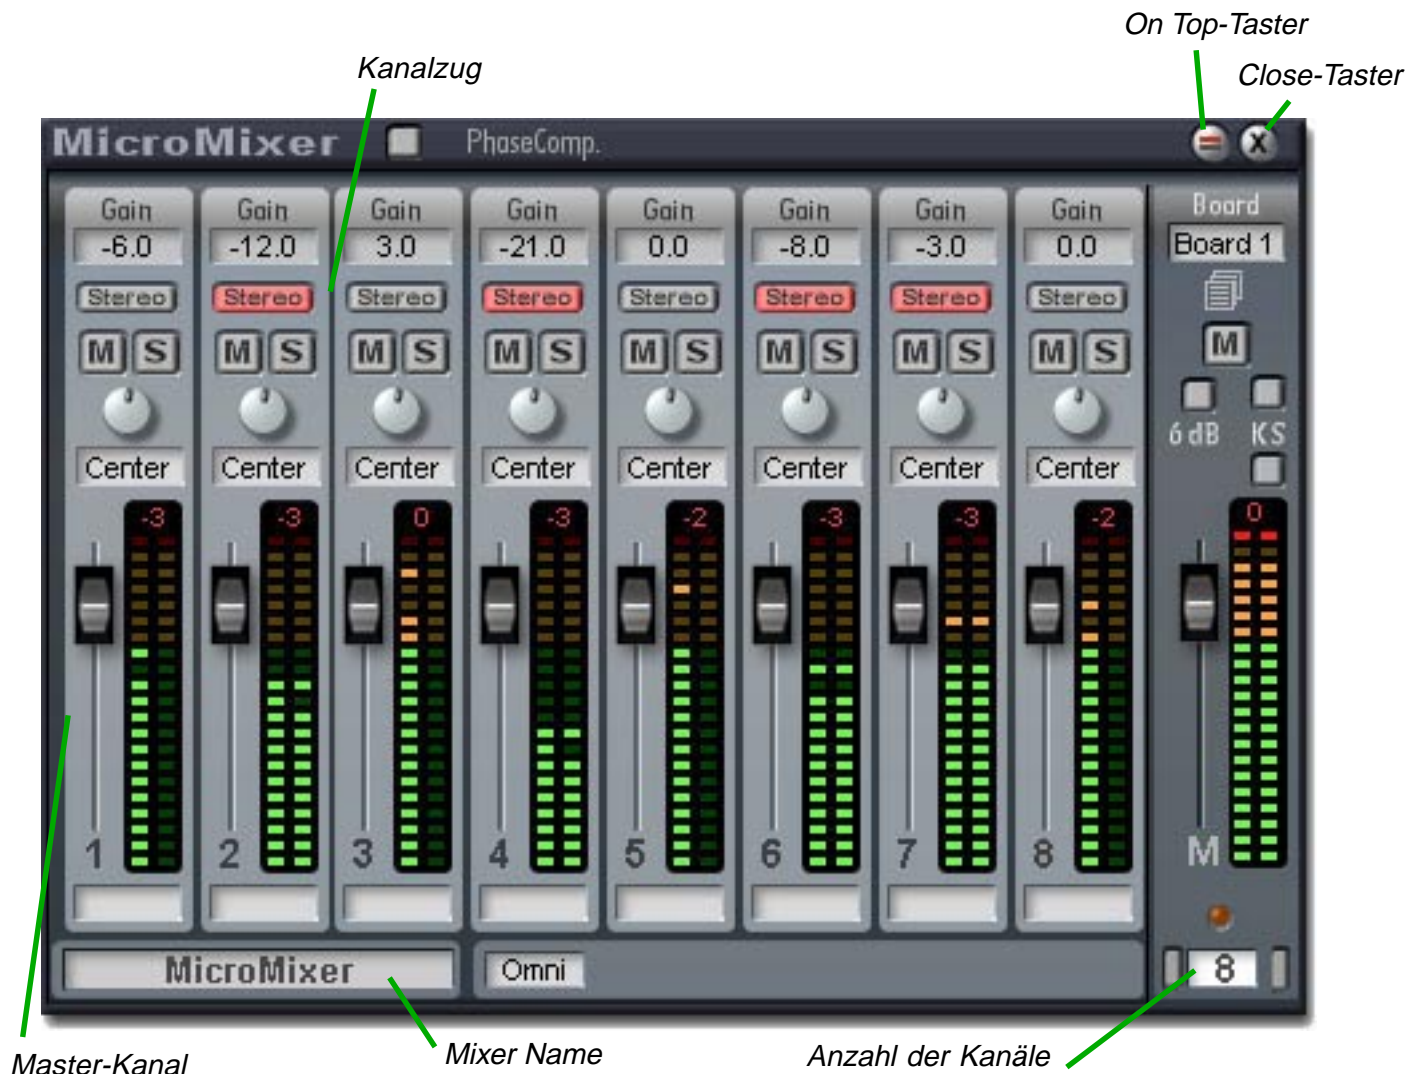 On Top-Taster
Kanalzug
Close-Taster
MicroMixer PhaseComp. X
Gain Gain Gain Gain Gain Gain Gain Gain Board
-6.0 -12.0 3.0 -21.0 0.0 -8.0 -3.0 0.0 Board 1
Stereo Stereo Stereo Stereo Stereo Stereo Stereo Stereo
M S M S M S M S M S M S M S M S M
6 dB KS
Center Center Center Center Center Center Center Center
-3 -3 0 -3 -2 -3 -3 -2 0
1 2 3 4 5 6 7 8 M
MicroMixer Omni 8
Master-Kanal Mixer Name Anzahl der Kanäle